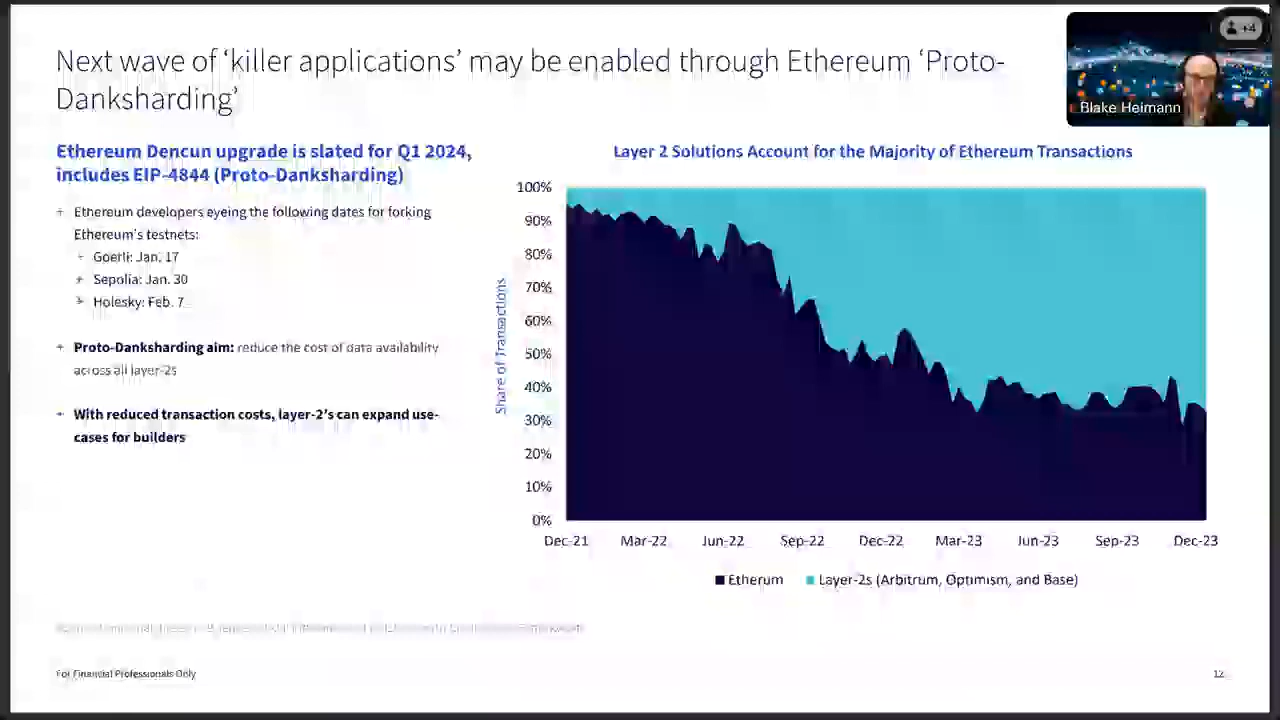 Next wave of ‘killer applications’ may be enabled through Ethereum ‘Proto-
Danksharding’
+4
Blake Heimann
Ethereum Dencun upgrade is slated for Q1 2024,
includes EIP-4844 (Proto-Danksharding)
+ Ethereum developers eyeing the following dates for forking
Ethereum's testnets:
+ Goerli: Jan. 17
+ Sepolia: Jan. 30
+ Holesky: Feb. 7
+ Proto-Danksharding aim: reduce the cost of data availability
across all layer-2s
+ With reduced transaction costs, layer-2’s can expand use-
cases for builders
Layer 2 Solutions Account for the Majority of Ethereum Transactions
Share of Transactions
100%
90%
80%
70%
60%
50%
40%
30%
20%
10%
0%
Dec-21 Mar-22 Jun-22 Sep-22 Dec-22 Mar-23 Jun-23 Sep-23 Dec-23
Etherum Layer-2s (Arbitrum, Optimism, and Base)
For Financial Professionals Only
12